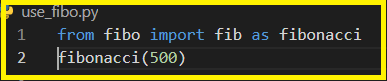 use_fibo.py
1 from fibo import fib as fibonacci
2 fibonacci(500)